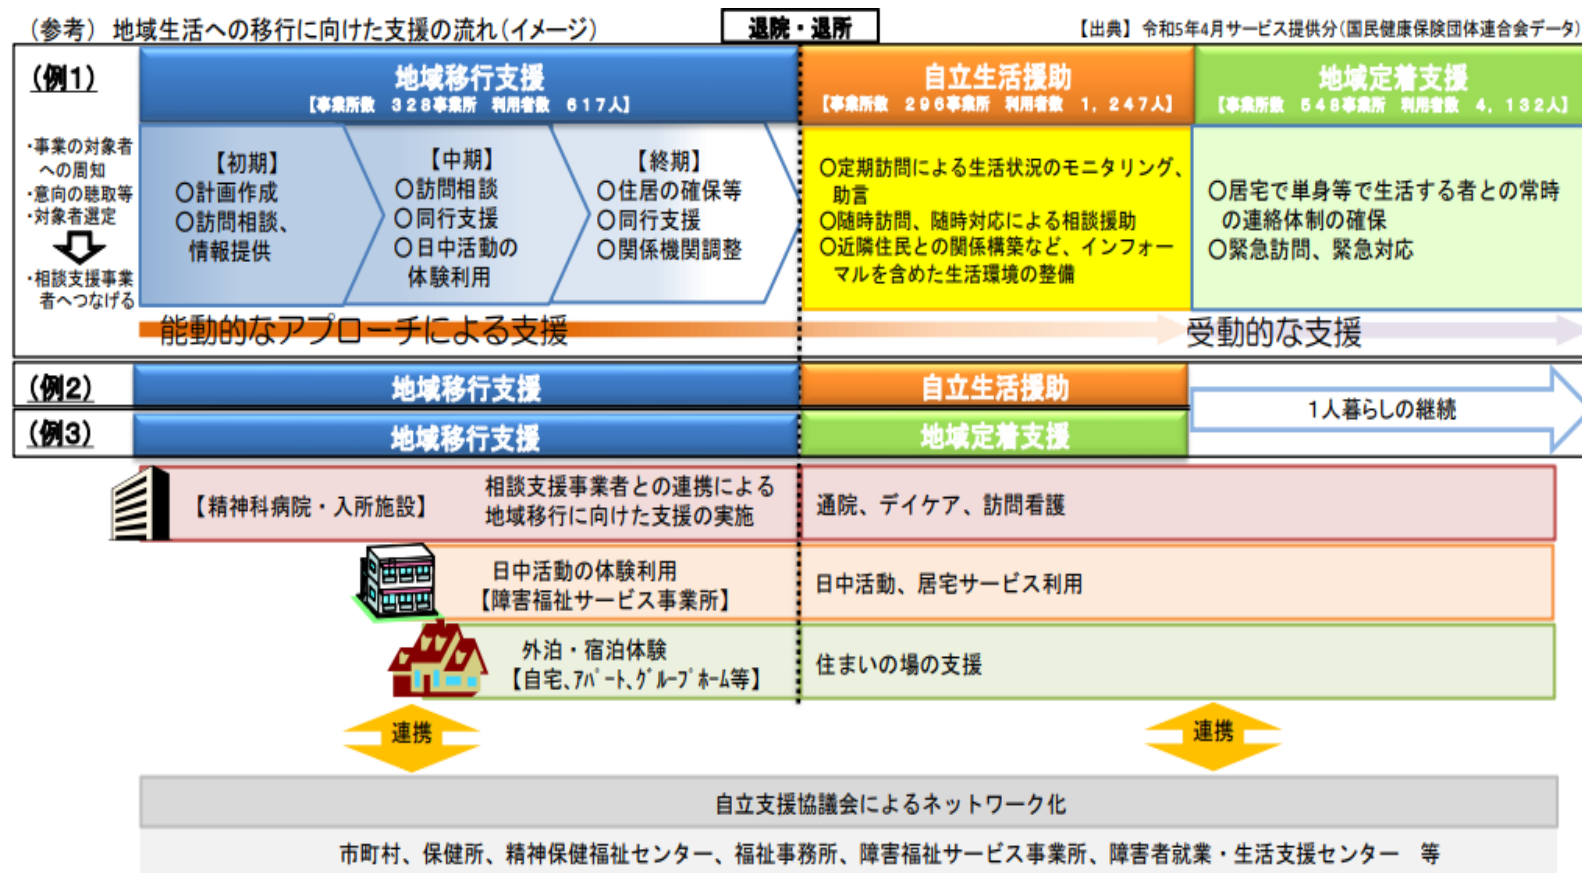 (参考) 地域生活への移行に向けた支援の流れ(イメージ)
退院・退所
【出典】令和5年4月サービス提供分(国民健康保険団体連合会データ)
(例1)
地域移行支援
【事業所数 328事業所 利用者数 617人】
自立生活援助
【事業所数 296事業所 利用者数 1,247人】
地域定着支援
【事業所数 548事業所 利用者数 4,132人】
・事業の対象者
への周知
・意向の聴取等
・対象者選定
・相談支援事業
者へつなげる
【初期】
○計画作成
○訪問相談、
情報提供
【中期】
○訪問相談
○同行支援
○日中活動の
体験利用
【終期】
○住居の確保等
○同行支援
○関係機関調整
○定期訪問による生活状況のモニタリング、
助言
○随時訪問、随時対応による相談援助
○近隣住民との関係構築など、インフォー
マルを含めた生活環境の整備
○居宅で単身等で生活する者との常時
の連絡体制の確保
○緊急訪問、緊急対応
能動的なアプローチによる支援
受動的な支援
(例2)
地域移行支援
自立生活援助
1人暮らしの継続
(例3)
地域移行支援
地域定着支援
【精神科病院・入所施設】
相談支援事業者との連携による
地域移行に向けた支援の実施
通院、デイケア、訪問看護
日中活動の体験利用
【障害福祉サービス事業所】
日中活動、居宅サービス利用
外泊・宿泊体験
【自宅、ｱﾊﾟｰﾄ、ｸﾞﾙｰﾌﾟﾎｰﾑ等】
住まいの場の支援
連携
連携
自立支援協議会によるネットワーク化
市町村、保健所、精神保健福祉センター、福祉事務所、障害福祉サービス事業所、障害者就業・生活支援センター 等